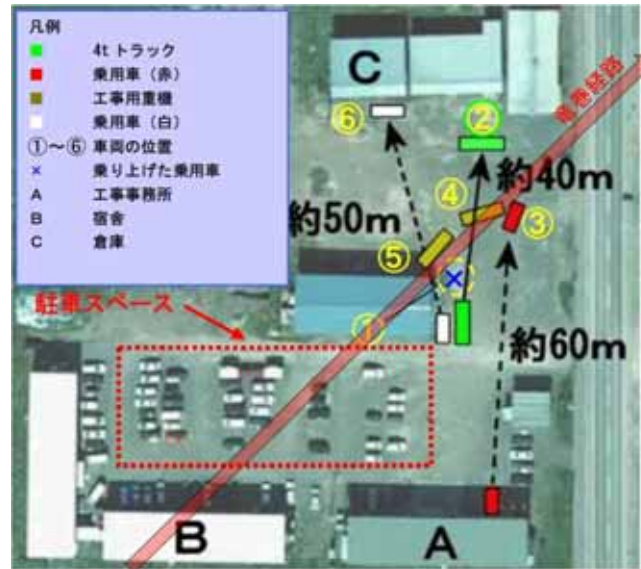 凡例
4t トラック
乗用車（赤）
工事用重機
乗用車（白）
①～⑥ 車両の位置
× 乗り上げた乗用車
A 工事事務所
B 宿舎
C 倉庫
C
⑥
②
竜巻経路
④
約40m
③
約50m
⑤
駐車スペース
①
約60m
B
A